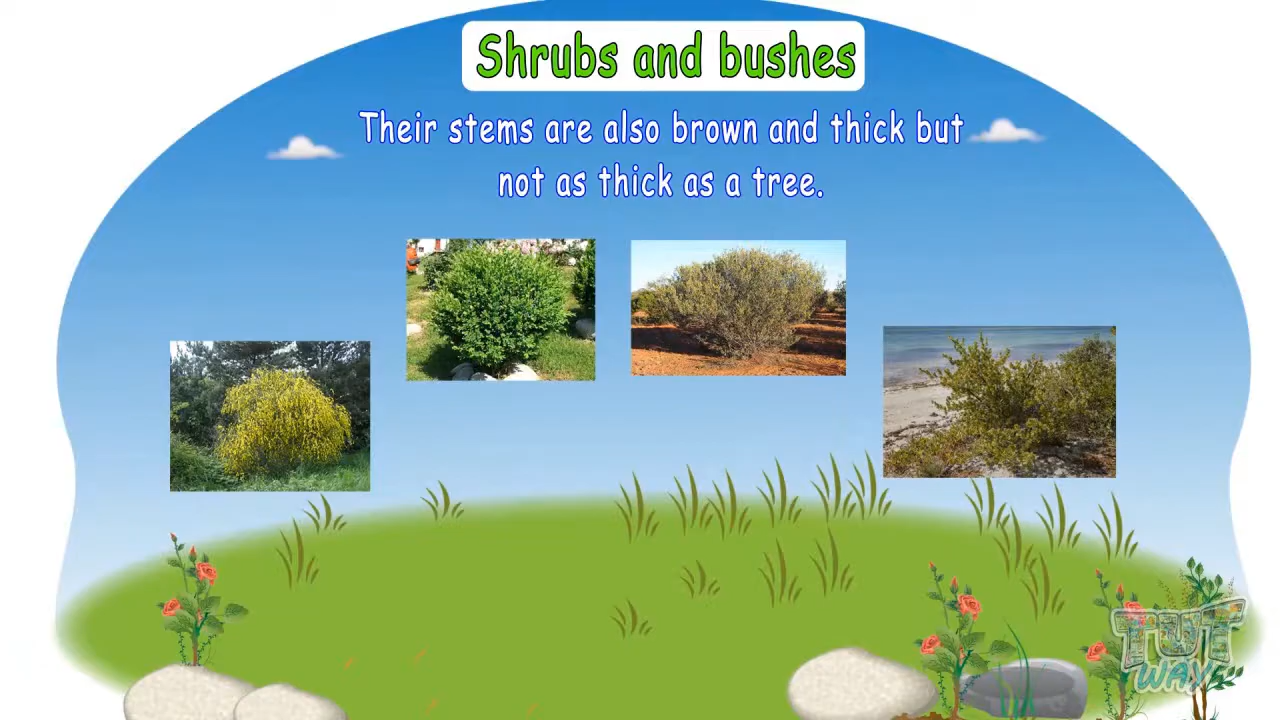 Shrubs and bushes
Their stems are also brown and thick but
not as thick as a tree.
TUT
WAY